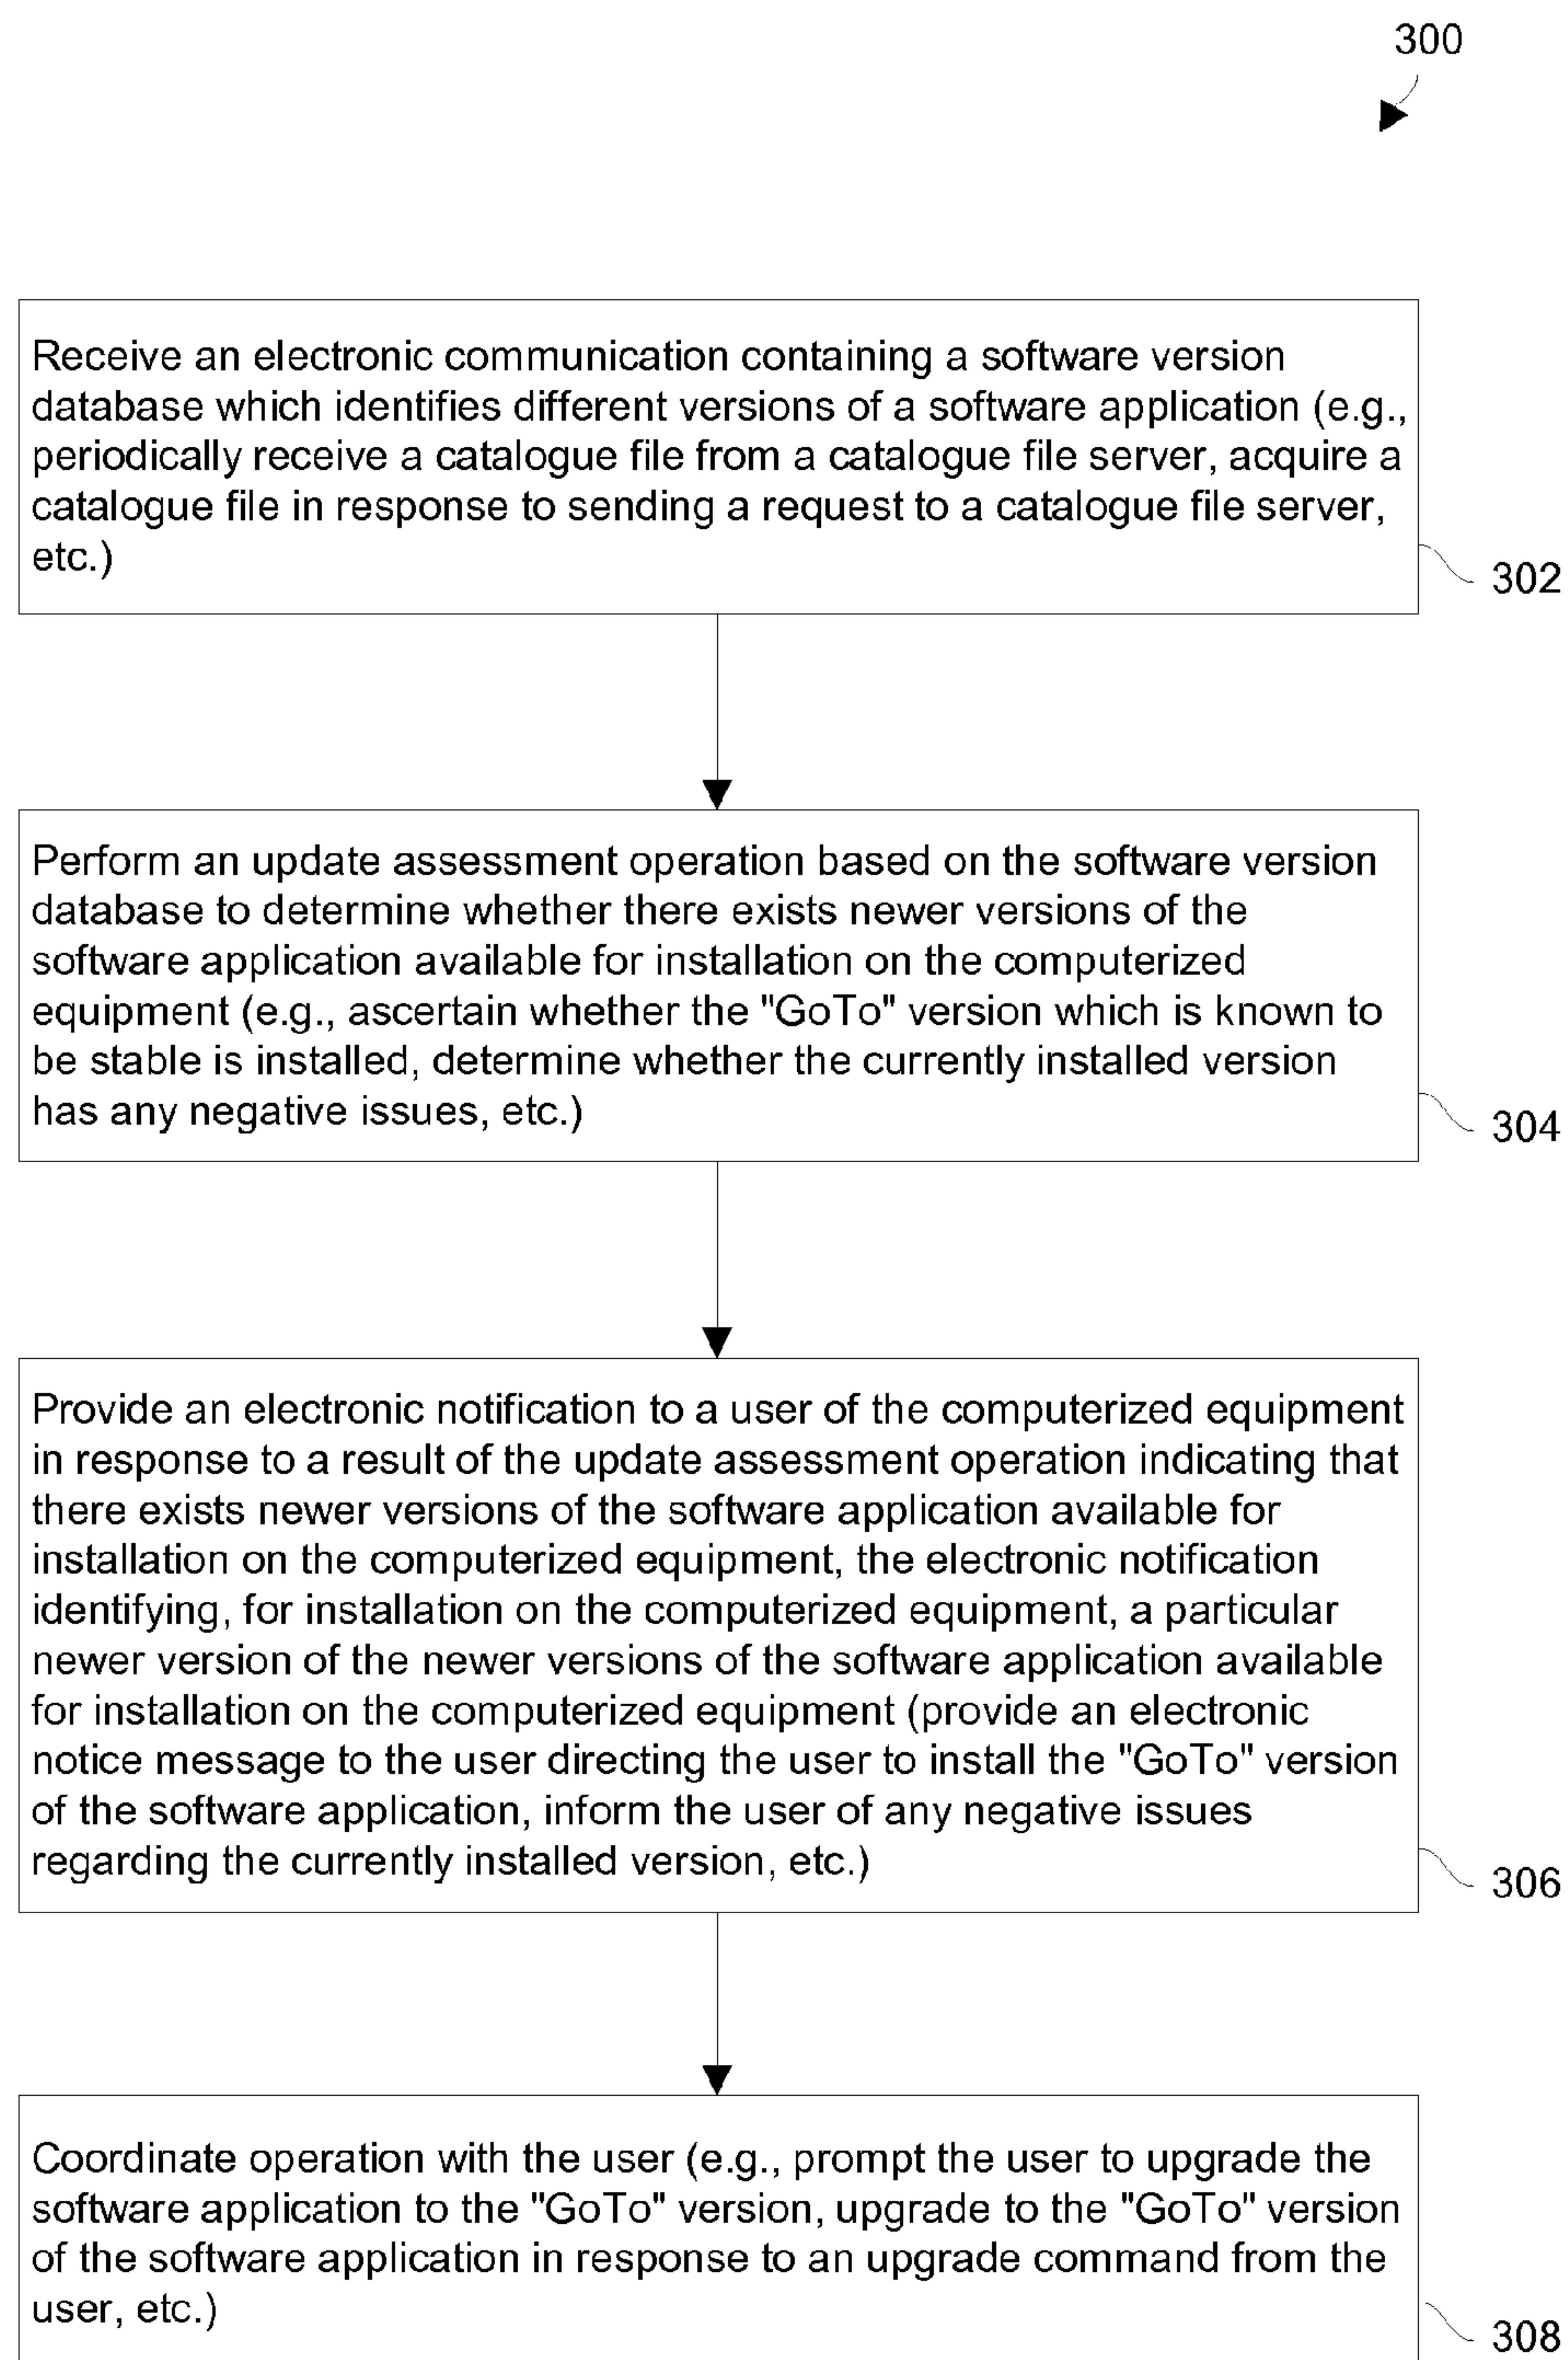 300
Receive an electronic communication containing a software version
database which identifies different versions of a software application (e.g.,
periodically receive a catalogue file from a catalogue file server, acquire a
catalogue file in response to sending a request to a catalogue file server,
etc.)
302
Perform an update assessment operation based on the software version
database to determine whether there exists newer versions of the
software application available for installation on the computerized
equipment (e.g., ascertain whether the "GoTo" version which is known to
be stable is installed, determine whether the currently installed version
has any negative issues, etc.)
304
Provide an electronic notification to a user of the computerized equipment
in response to a result of the update assessment operation indicating that
there exists newer versions of the software application available for
installation on the computerized equipment, the electronic notification
identifying, for installation on the computerized equipment, a particular
newer version of the newer versions of the software application available
for installation on the computerized equipment (provide an electronic
notice message to the user directing the user to install the "GoTo" version
of the software application, inform the user of any negative issues
regarding the currently installed version, etc.)
306
Coordinate operation with the user (e.g., prompt the user to upgrade the
software application to the "GoTo" version, upgrade to the "GoTo" version
of the software application in response to an upgrade command from the
user, etc.)
308